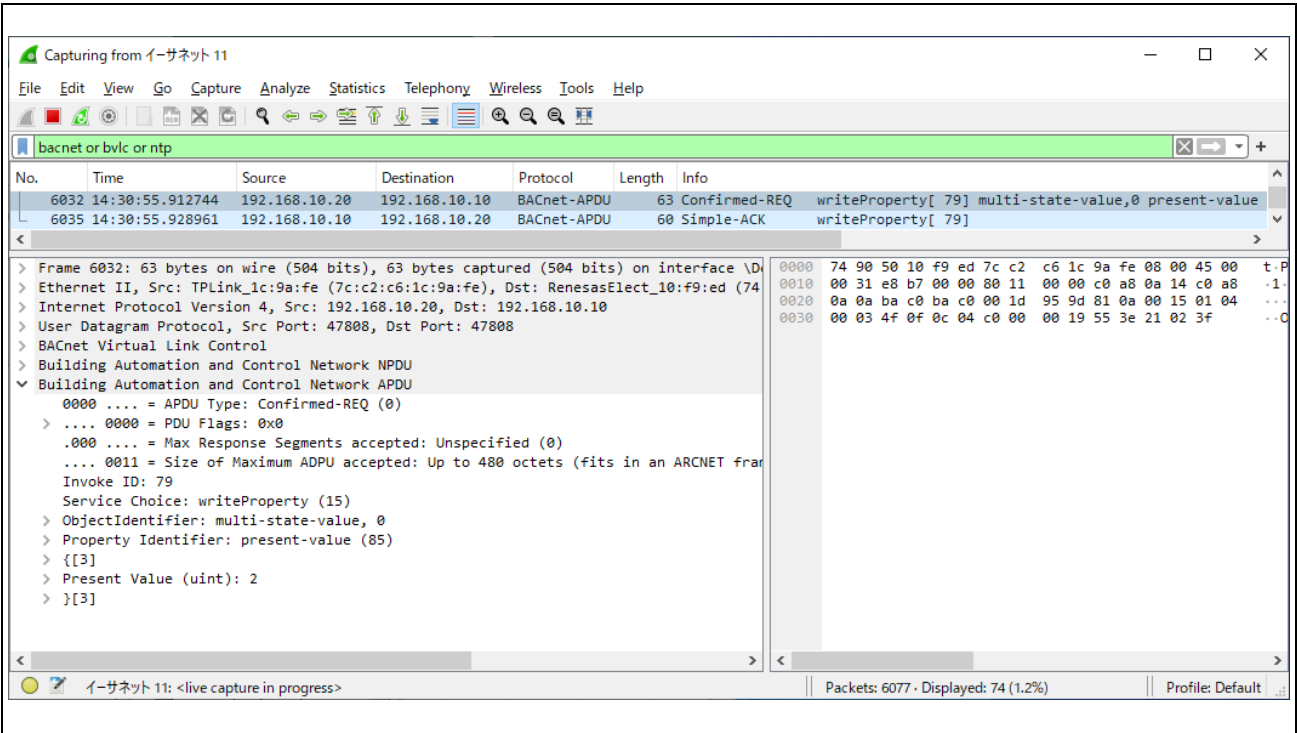 Capturing from イーサネット 11
File Edit View Go Capture Analyze Statistics Telephony Wireless Tools Help
bacnet or bvlc or ntp
No. Time Source Destination Protocol Length Info
6032 14:30:55.912744 192.168.10.20 192.168.10.10 BACnet-APDU 63 Confirmed-REQ writeProperty[ 79] multi-state-value,0 present-value
6035 14:30:55.928961 192.168.10.10 192.168.10.20 BACnet-APDU 60 Simple-ACK writeProperty[ 79]
Frame 6032: 63 bytes on wire (504 bits), 63 bytes captured (504 bits) on interface \D
Ethernet II, Src: TPLink_1c:9a:fe (7c:c2:c6:1c:9a:fe), Dst: RenesasElect_10:f9:ed (74
Internet Protocol Version 4, Src: 192.168.10.20, Dst: 192.168.10.10
User Datagram Protocol, Src Port: 47808, Dst Port: 47808
BACnet Virtual Link Control
Building Automation and Control Network NPDU
Building Automation and Control Network APDU
0000 .... = APDU Type: Confirmed-REQ (0)
.... 0000 = PDU Flags: 0x0
.000 .... = Max Response Segments accepted: Unspecified (0)
.... 0011 = Size of Maximum ADPU accepted: Up to 480 octets (fits in an ARCNET fram
Invoke ID: 79
Service Choice: writeProperty (15)
ObjectIdentifier: multi-state-value, 0
Property Identifier: present-value (85)
{[3]
Present Value (uint): 2
}[3]
0000 74 90 50 10 f9 ed 7c c2 c6 1c 9a fe 08 00 45 00 t·P
0010 00 31 e8 b7 00 00 80 11 00 00 c0 a8 0a 14 c0 a8 ·1·
0020 0a 0a ba c0 ba c0 00 1d 95 9d 81 0a 00 15 01 04 ···
0030 00 03 4f 0f 0c 04 c0 00 00 19 55 3e 21 02 3f ··O
イーサネット 11: <live capture in progress>
Packets: 6077 · Displayed: 74 (1.2%)
Profile: Default